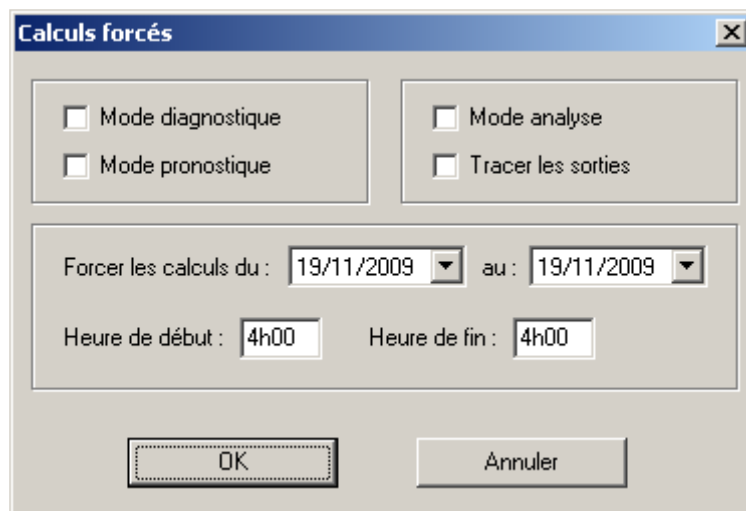 Calculs forcés
Mode diagnostique
Mode pronostique
Mode analyse
Tracer les sorties
Forcer les calculs du : 19/11/2009 au : 19/11/2009
Heure de début : 4h00 Heure de fin : 4h00
OK Annuler